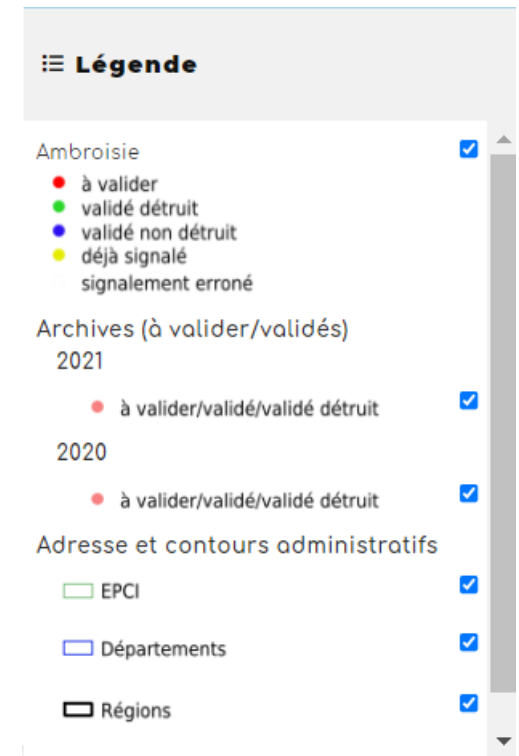 Légende
Ambroisie
à valider
validé détruit
validé non détruit
déjà signalé
signalement erroné
Archives (à valider/validés)
2021
à valider/validé/validé détruit
2020
à valider/validé/validé détruit
Adresse et contours administratifs
EPCI
Départements
Régions